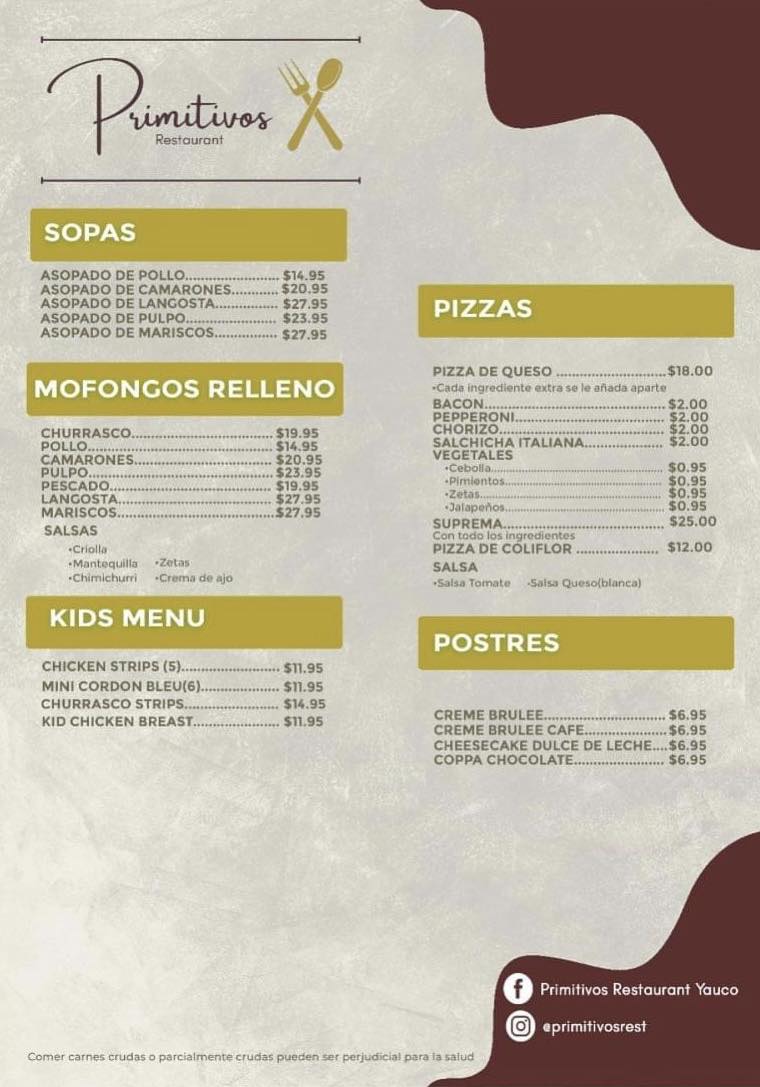 Primitivos
Restaurant
SOPAS
ASOPADO DE POLLO............................ $14.95
ASOPADO DE CAMARONES............ $20.95
ASOPADO DE LANGOSTA................ $27.95
ASOPADO DE PULPO........................ $23.95
ASOPADO DE MARISCOS................ $27.95
MOFONGOS RELLENO
CHURRASCO.................................... $19.95
POLLO.............................................. $14.95
CAMARONES.................................... $20.95
PULPO.............................................. $23.95
PESCADO.......................................... $19.95
LANGOSTA........................................ $27.95
MARISCOS........................................$27.95
SALSAS
•Criolla
•Mantequilla •Zetas
•Chimichurri •Crema de ajo
KIDS MENU
CHICKEN STRIPS (5)......................... $11.95
MINI CORDON BLEU(6).................... $11.95
CHURRASCO STRIPS........................ $14.95
KID CHICKEN BREAST...................... $11.95
PIZZAS
PIZZA DE QUESO ............................$18.00
•Cada ingrediente extra se le añada aparte
BACON.............................................. $2.00
PEPPERONI...................................... $2.00
CHORIZO.......................................... $2.00
SALCHICHA ITALIANA.................... $2.00
VEGETALES
•Cebolla............................................ $0.95
•Pimientos........................................ $0.95
•Zetas................................................ $0.95
•Jalapeños........................................ $0.95
SUPREMA......................................... $25.00
Con todo los ingredientes
PIZZA DE COLIFLOR ..................... $12.00
SALSA
•Salsa Tomate •Salsa Queso(blanca)
POSTRES
CREME BRULEE............................... $6.95
CREME BRULEE CAFE.....................$6.95
CHEESECAKE DULCE DE LECHE....$6.95
COPPA CHOCOLATE....................... $6.95
Primitivos Restaurant Yauco
@primitivosrest
Comer carnes crudas o parcialmente crudas pueden ser perjudicial para la salud